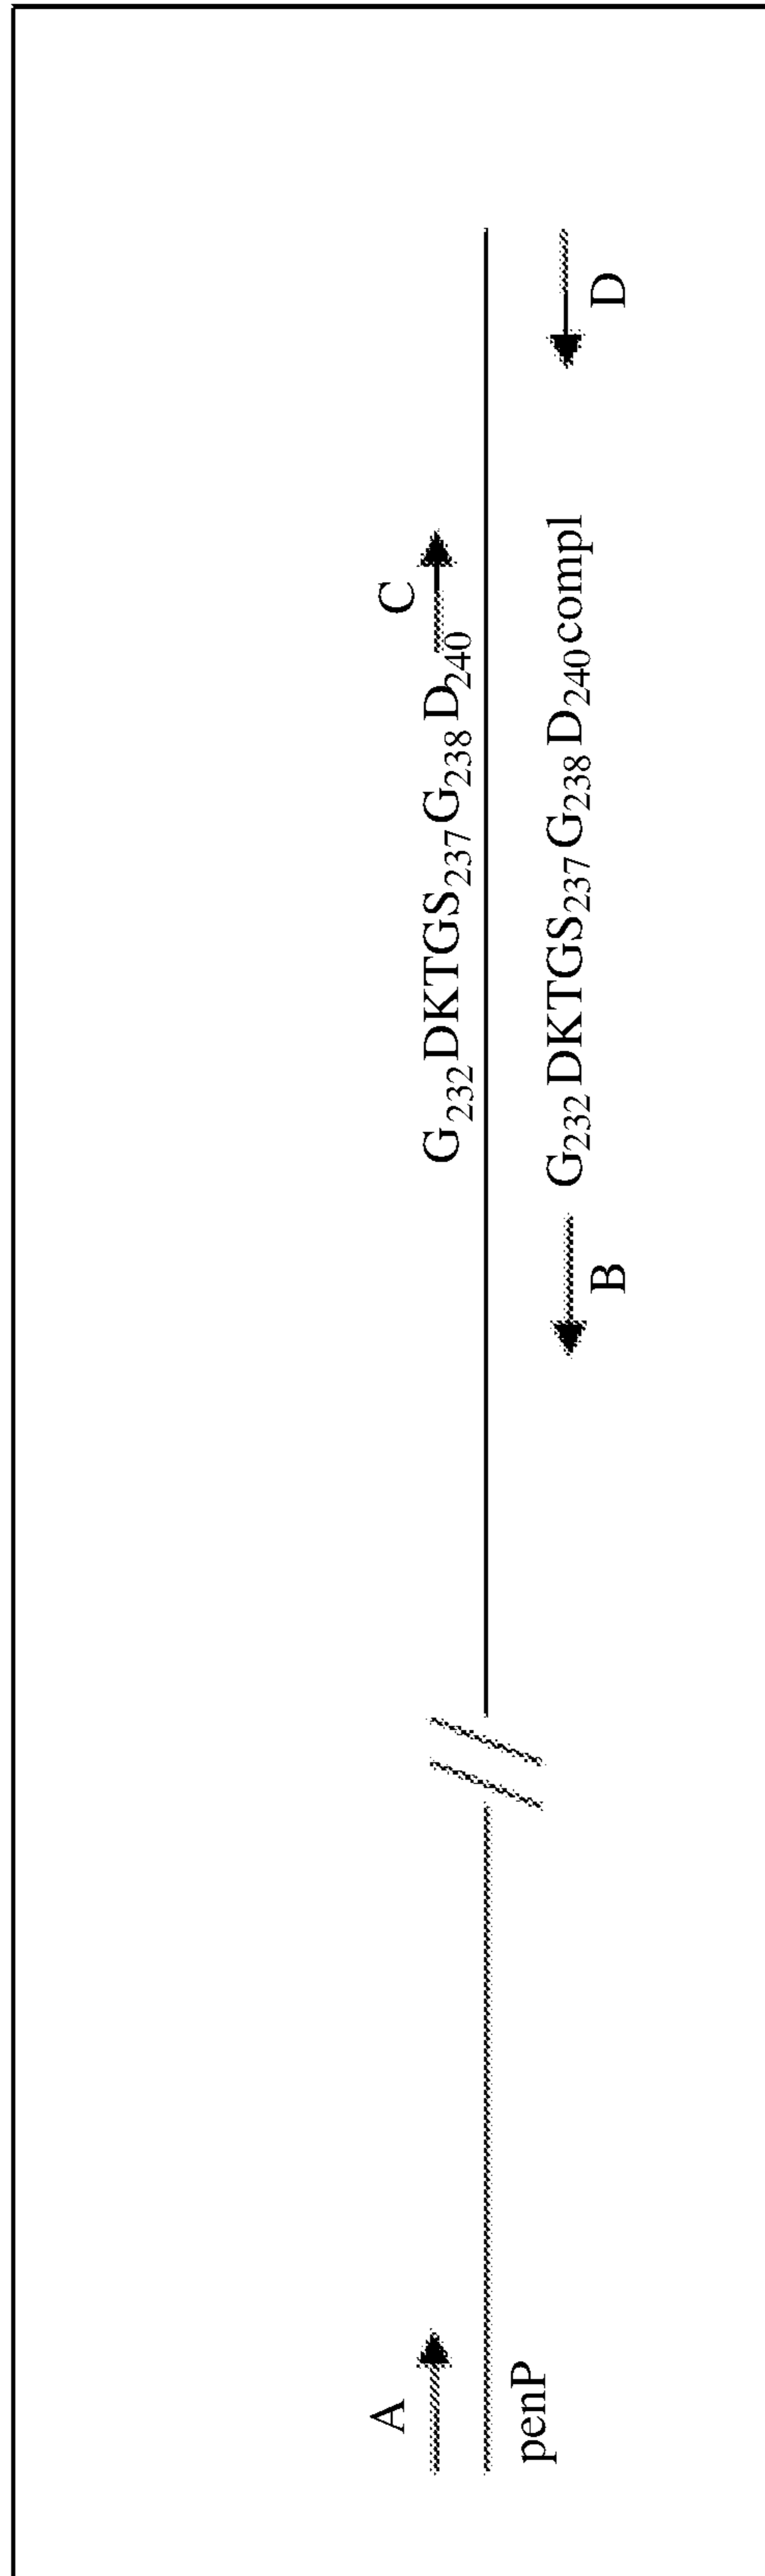 A
C
G₂₃₂DKTGS₂₃₇G₂₃₈D₂₄₀
penP
G₂₃₂DKTGS₂₃₇G₂₃₈D₂₄₀compl
B
D